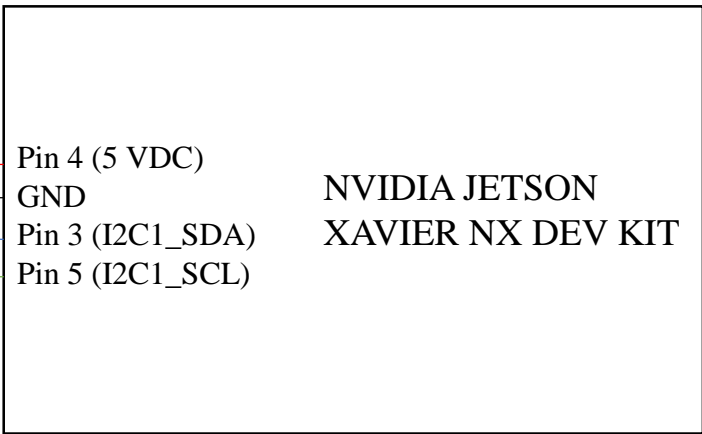 Pin 4 (5 VDC)
GND
Pin 3 (I2C1_SDA)
Pin 5 (I2C1_SCL)
NVIDIA JETSON
XAVIER NX DEV KIT